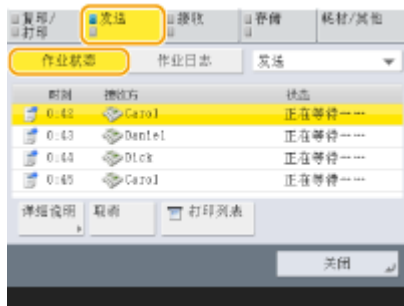 复印/打印
发送
接收
存储
耗材/其他
作业状态
作业日志
发送
时刻 接收方 状态
0:42 Carol 正在等待……
0:43 Daniel 正在等待……
0:44 Dick 正在等待……
0:45 Carol 正在等待……
详细说明
取消
打印列表
关闭